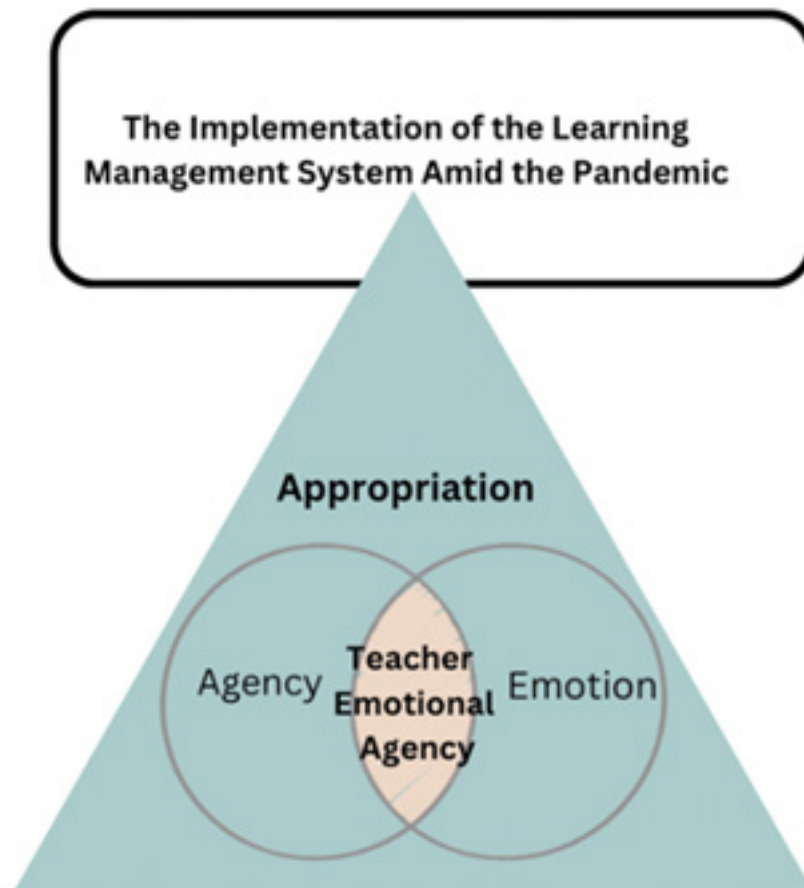 The Implementation of the Learning
Management System Amid the Pandemic
Appropriation
Agency
Teacher
Emotional
Agency
Emotion